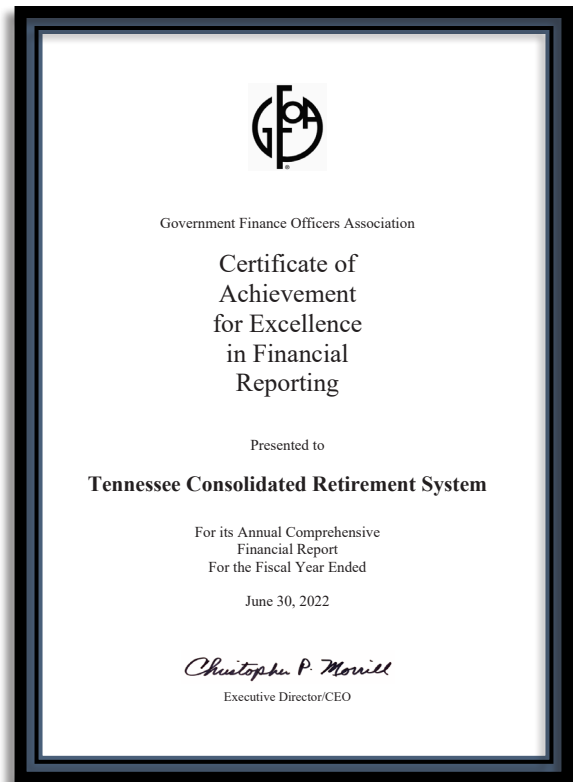 GFOA
Government Finance Officers Association
Certificate of
Achievement
for Excellence
in Financial
Reporting
Presented to
Tennessee Consolidated Retirement System
For its Annual Comprehensive
Financial Report
For the Fiscal Year Ended
June 30, 2022
Christopher P. Morrill
Executive Director/CEO